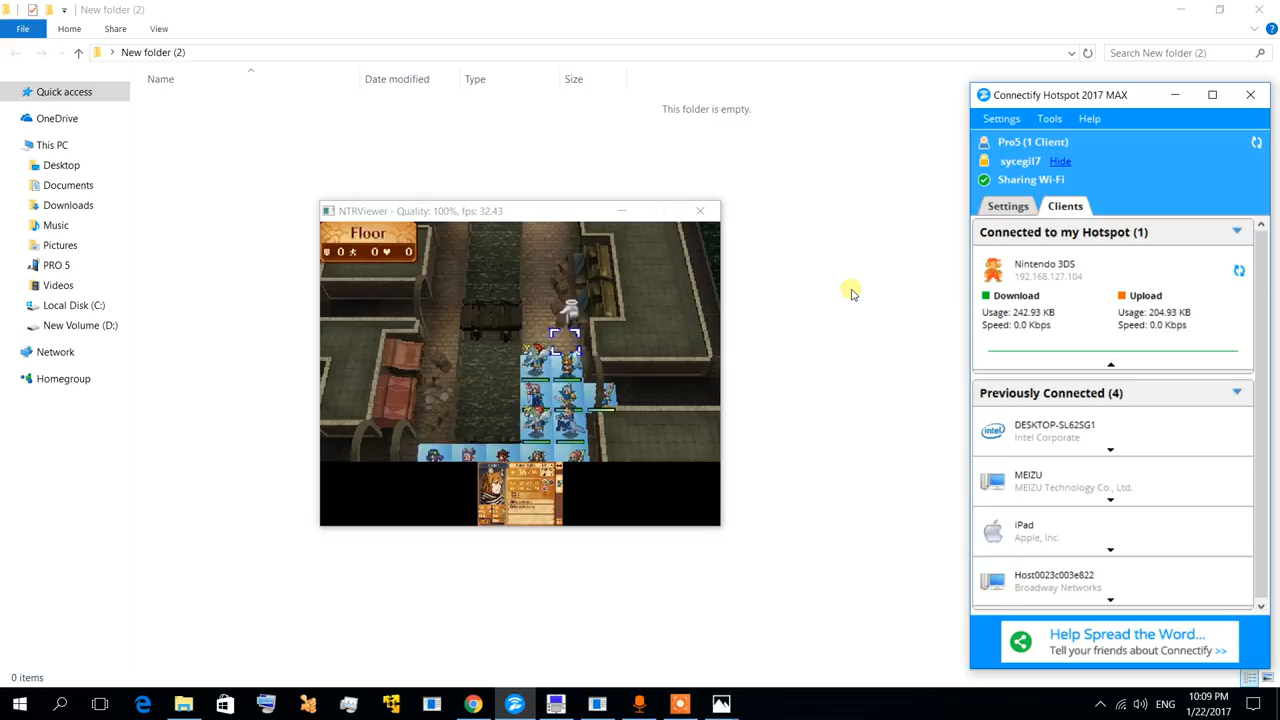 New folder (2)
File
Home
Share
View
New folder (2)
Search New folder (2)
Name
Date modified
Type
Size
This folder is empty.
Quick access
OneDrive
This PC
Desktop
Documents
Downloads
Music
Pictures
PRO 5
Videos
Local Disk (C:)
New Volume (D:)
Network
Homegroup
0 items
NTRViewer - Quality: 100%, fps: 32.43
Floor
0 0 0
36
Connectify Hotspot 2017 MAX
Settings Tools Help
Pro5 (1 Client)
sycegil7 Hide
Sharing Wi-Fi
Settings Clients
Connected to my Hotspot (1)
Nintendo 3DS
192.168.127.104
Download Upload
Usage: 242.93 KB Usage: 204.93 KB
Speed: 0.0 Kbps Speed: 0.0 Kbps
Previously Connected (4)
intel
DESKTOP-SL62SG1
Intel Corporate
MEIZU
MEIZU Technology Co., Ltd.
iPad
Apple, Inc.
Host0023c003e822
Broadway Networks
Help Spread the Word...
Tell your friends about Connectify >>
ENG
10:09 PM
1/22/2017